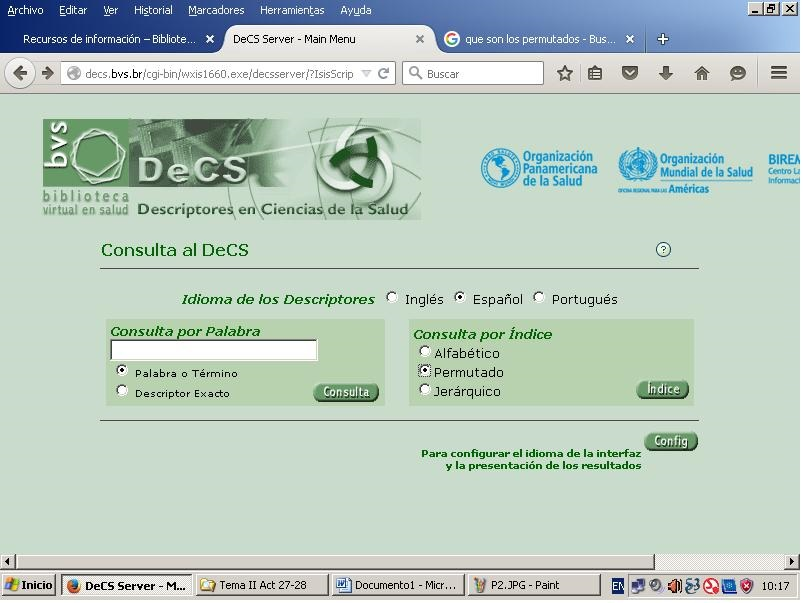 Archivo Editar Ver Historial Marcadores Herramientas Ayuda
Recursos de información – Bibliote... DeCS Server - Main Menu que son los permutados - Bus...
decs.bvs.br/cgi-bin/wxis1660.exe/decsserver/?IsisScrip Buscar
bvs
DeCS
biblioteca
virtual en salud Descriptores en Ciencias de la Salud
Organización
Panamericana
de la Salud
Organización
Mundial de la Salud
OFICINA REGIONAL PARA LAS Américas
BIREM
Centro La
Informaci
Consulta al DeCS ?
Idioma de los Descriptores Inglés Español Portugués
Consulta por Palabra
Palabra o Término
Descriptor Exacto
Consulta
Consulta por Índice
Alfabético
Permutado
Jerárquico
Índice
Config
Para configurar el idioma de la interfaz
y la presentación de los resultados
Inicio DeCS Server - M... Tema II Act 27-28 Documento1 - Micr... P2.JPG - Paint EN 10:17